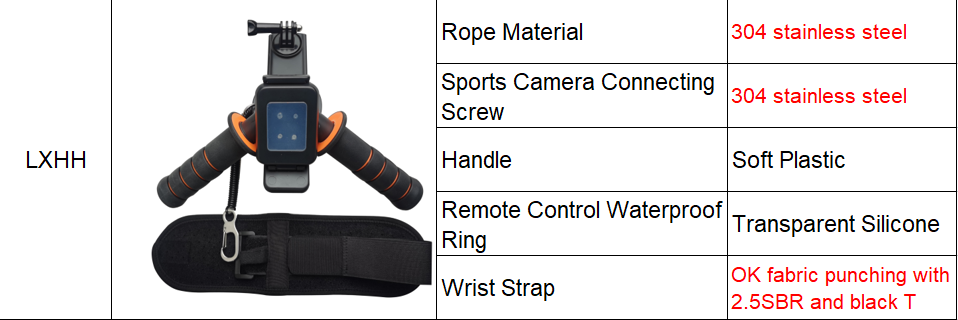 LXHH
Rope Material
304 stainless steel
Sports Camera Connecting
Screw
304 stainless steel
Handle
Soft Plastic
Remote Control Waterproof
Ring
Transparent Silicone
Wrist Strap
OK fabric punching with
2.5SBR and black T